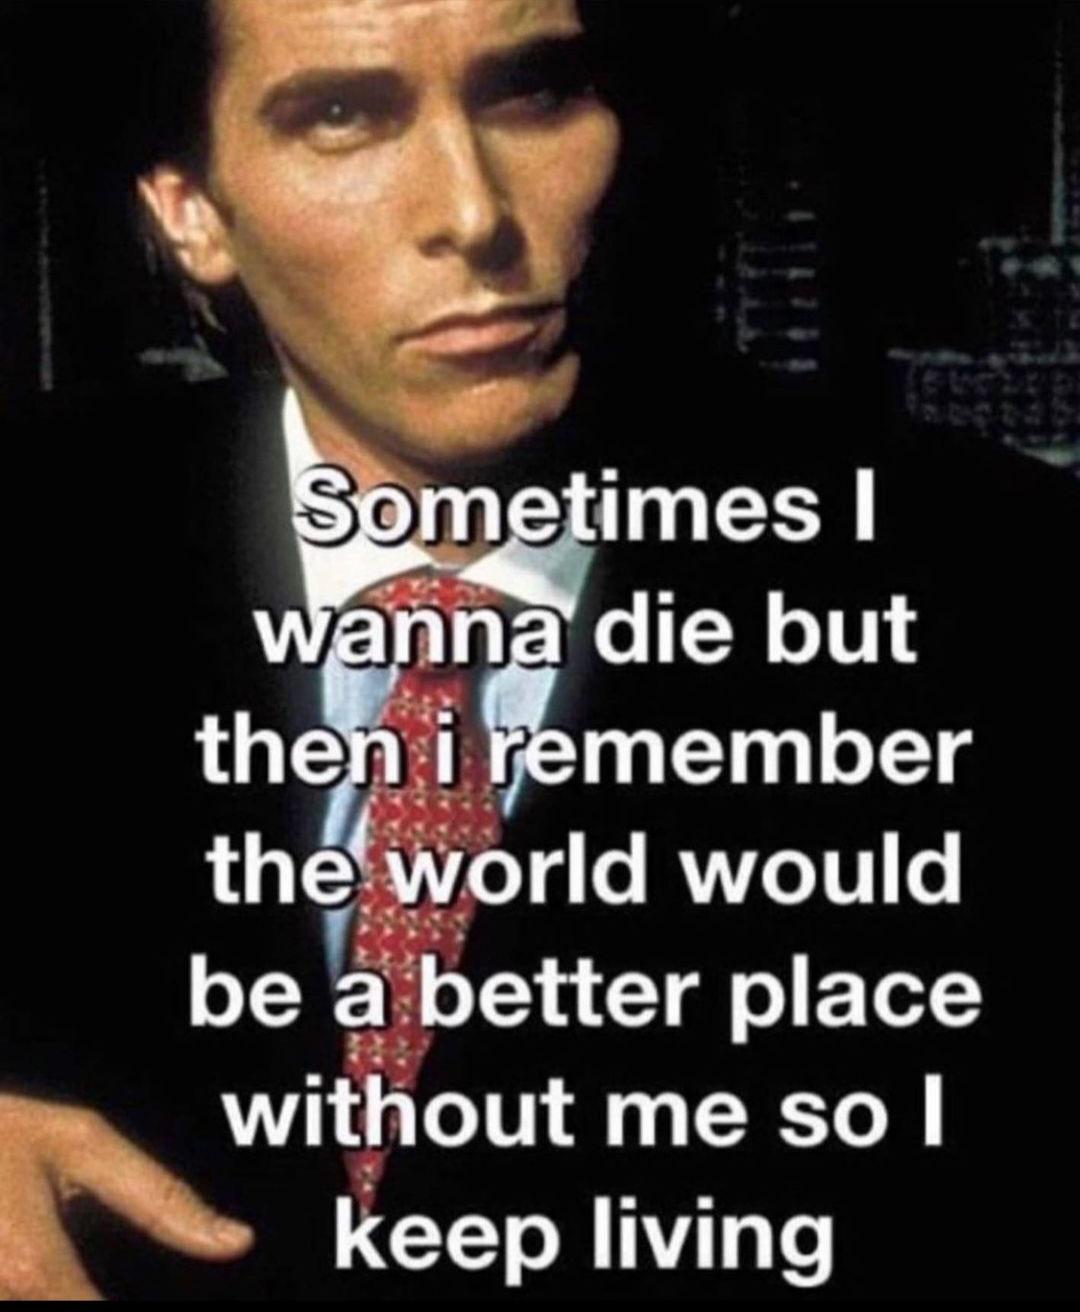 Sometimes I
wanna die but
then i remember
the world would
be a better place
without me so I
keep living